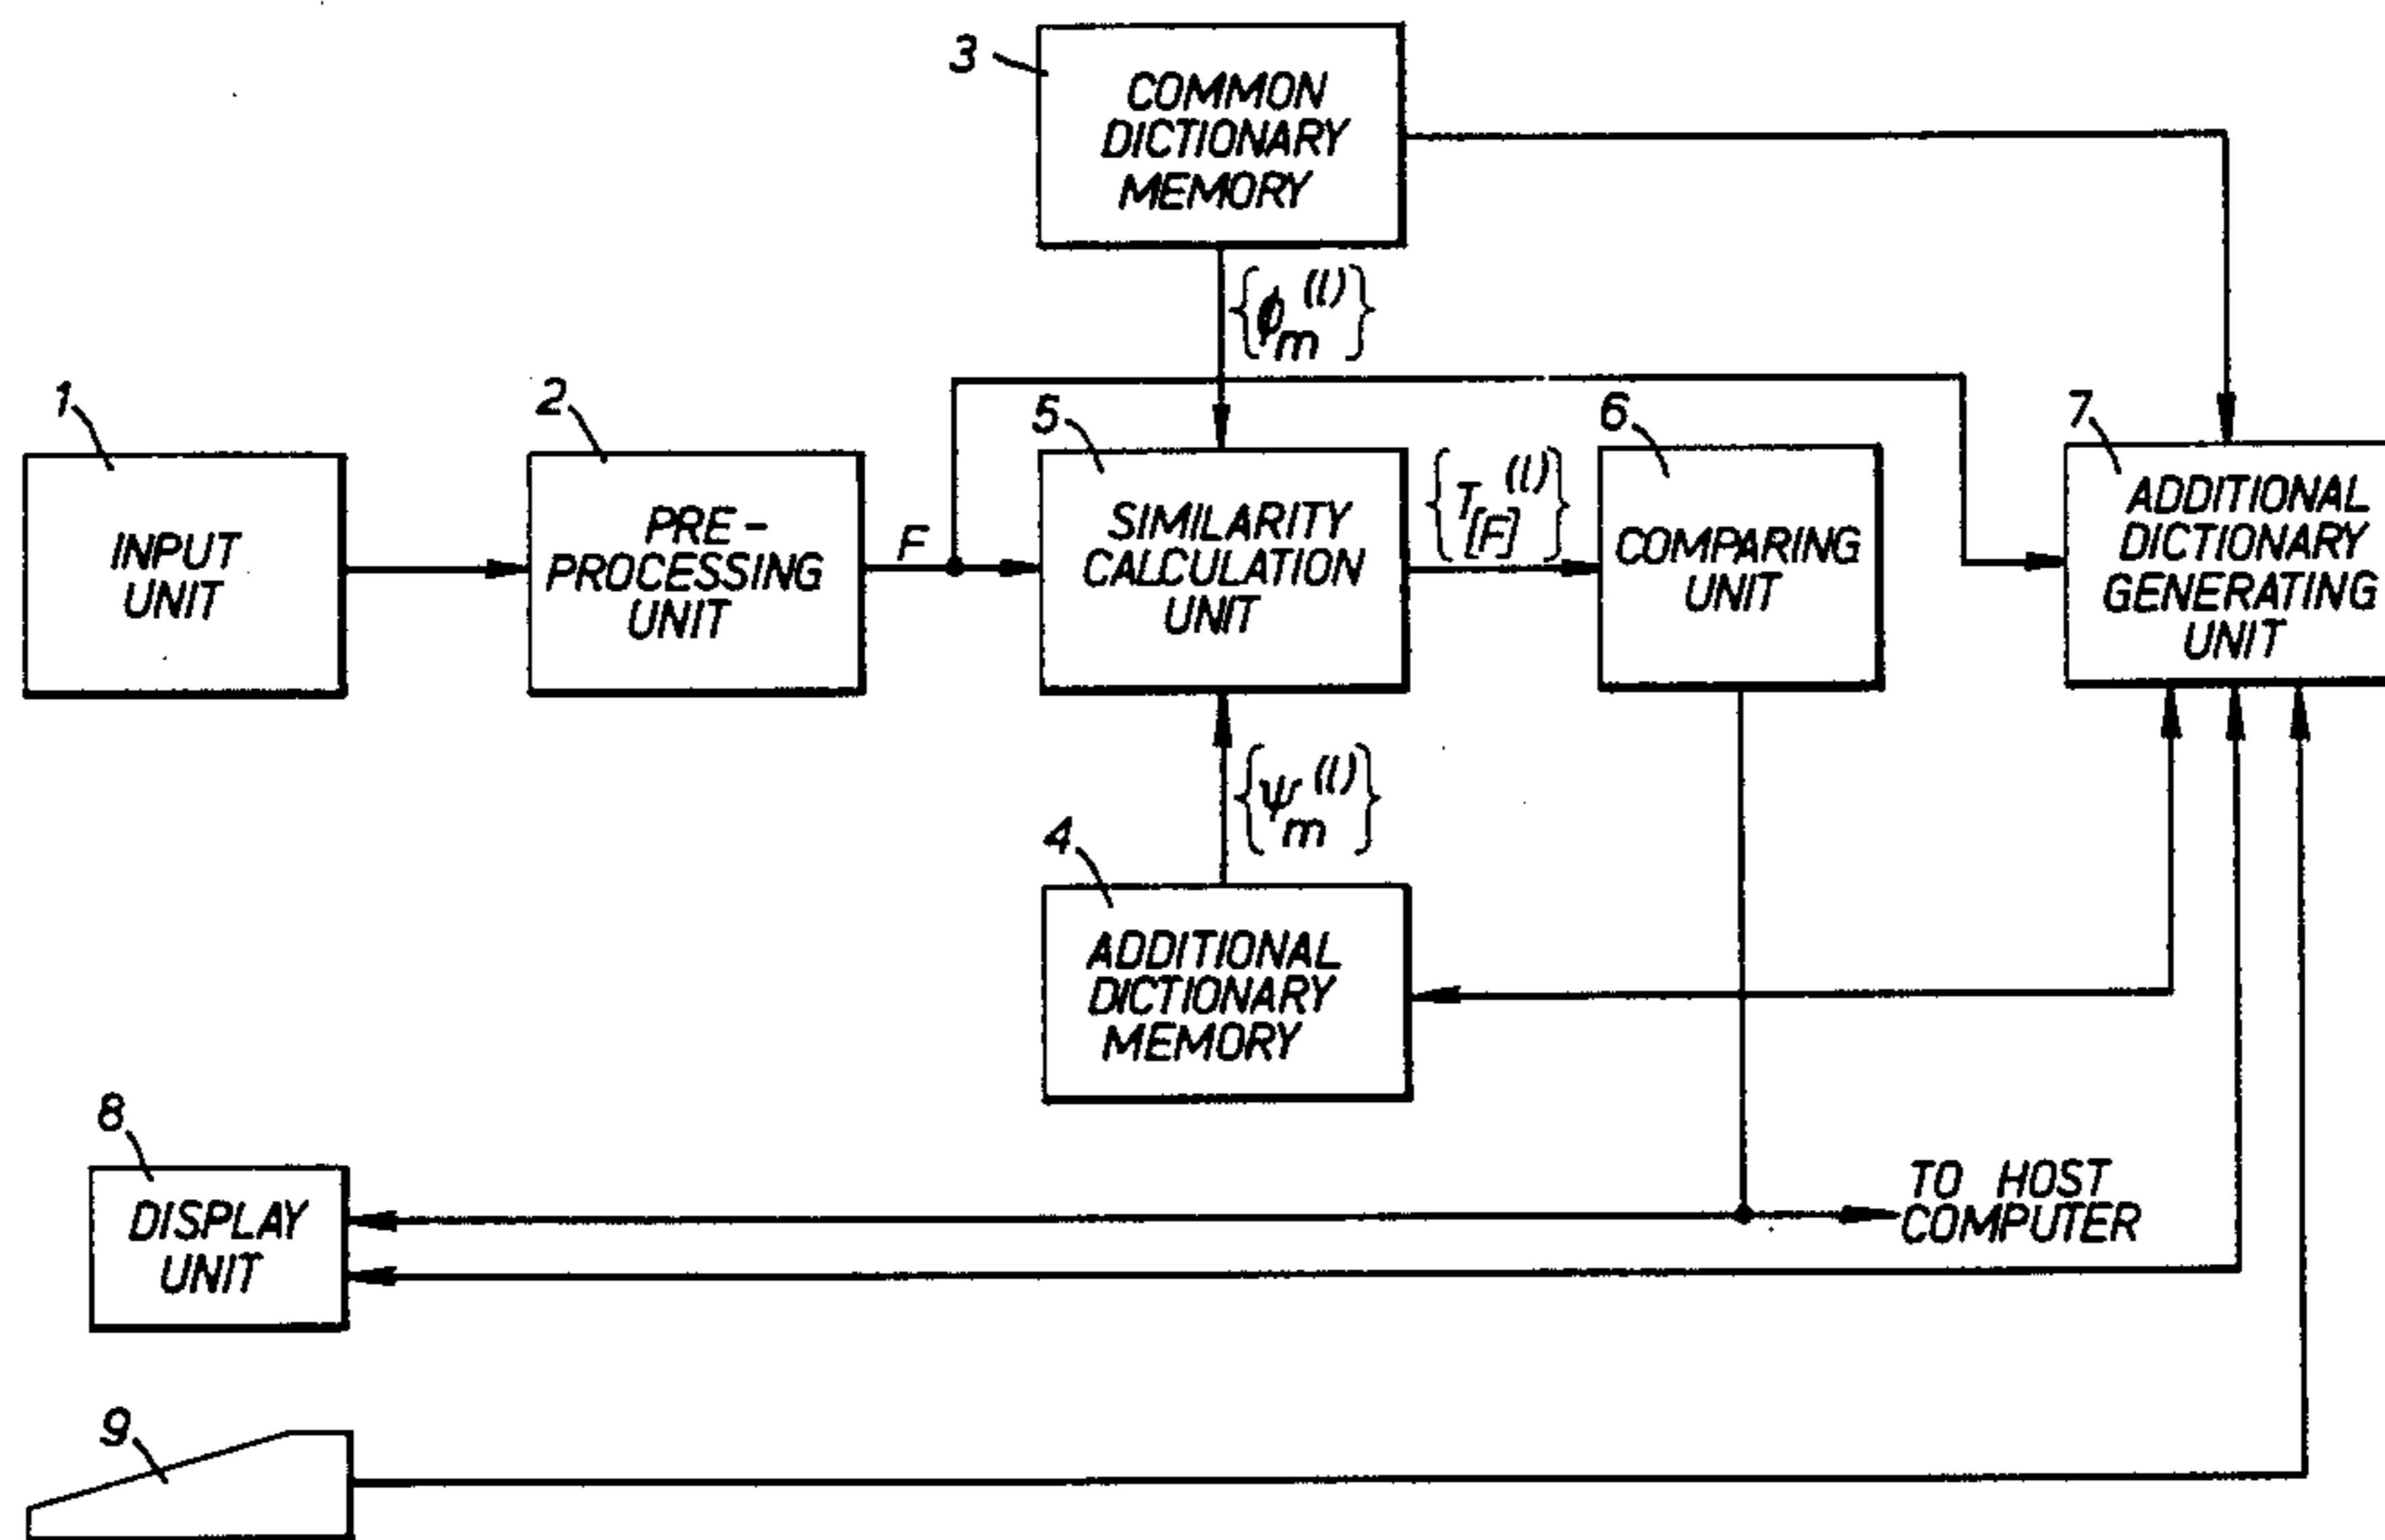 3
COMMON
DICTIONARY
MEMORY
{ϕm(l)}
1
INPUT
UNIT
2
PRE-
PROCESSING
UNIT
F
5
SIMILARITY
CALCULATION
UNIT
{T[F](l)}
6
COMPARING
UNIT
7
ADDITIONAL
DICTIONARY
GENERATING
UNIT
{ψm(l)}
4
ADDITIONAL
DICTIONARY
MEMORY
8
DISPLAY
UNIT
TO HOST
COMPUTER
9